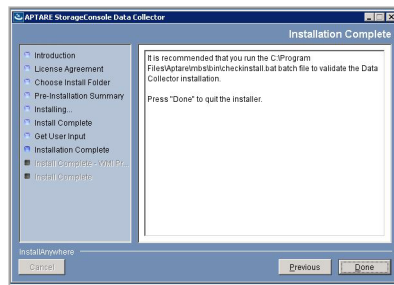 APTARE StorageConsole Data Collector
Installation Complete
Introduction
License Agreement
Choose Install Folder
Pre-Installation Summary
Installing...
Install Complete
Get User Input
Installation Complete
Install Complete - WMI Pr...
Install Complete
It is recommended that you run the C:\Program
Files\Aptare\mbs\bin\checkinstall.bat batch file to validate the Data
Collector installation.
Press "Done" to quit the installer.
InstallAnywhere
Cancel
Previous
Done